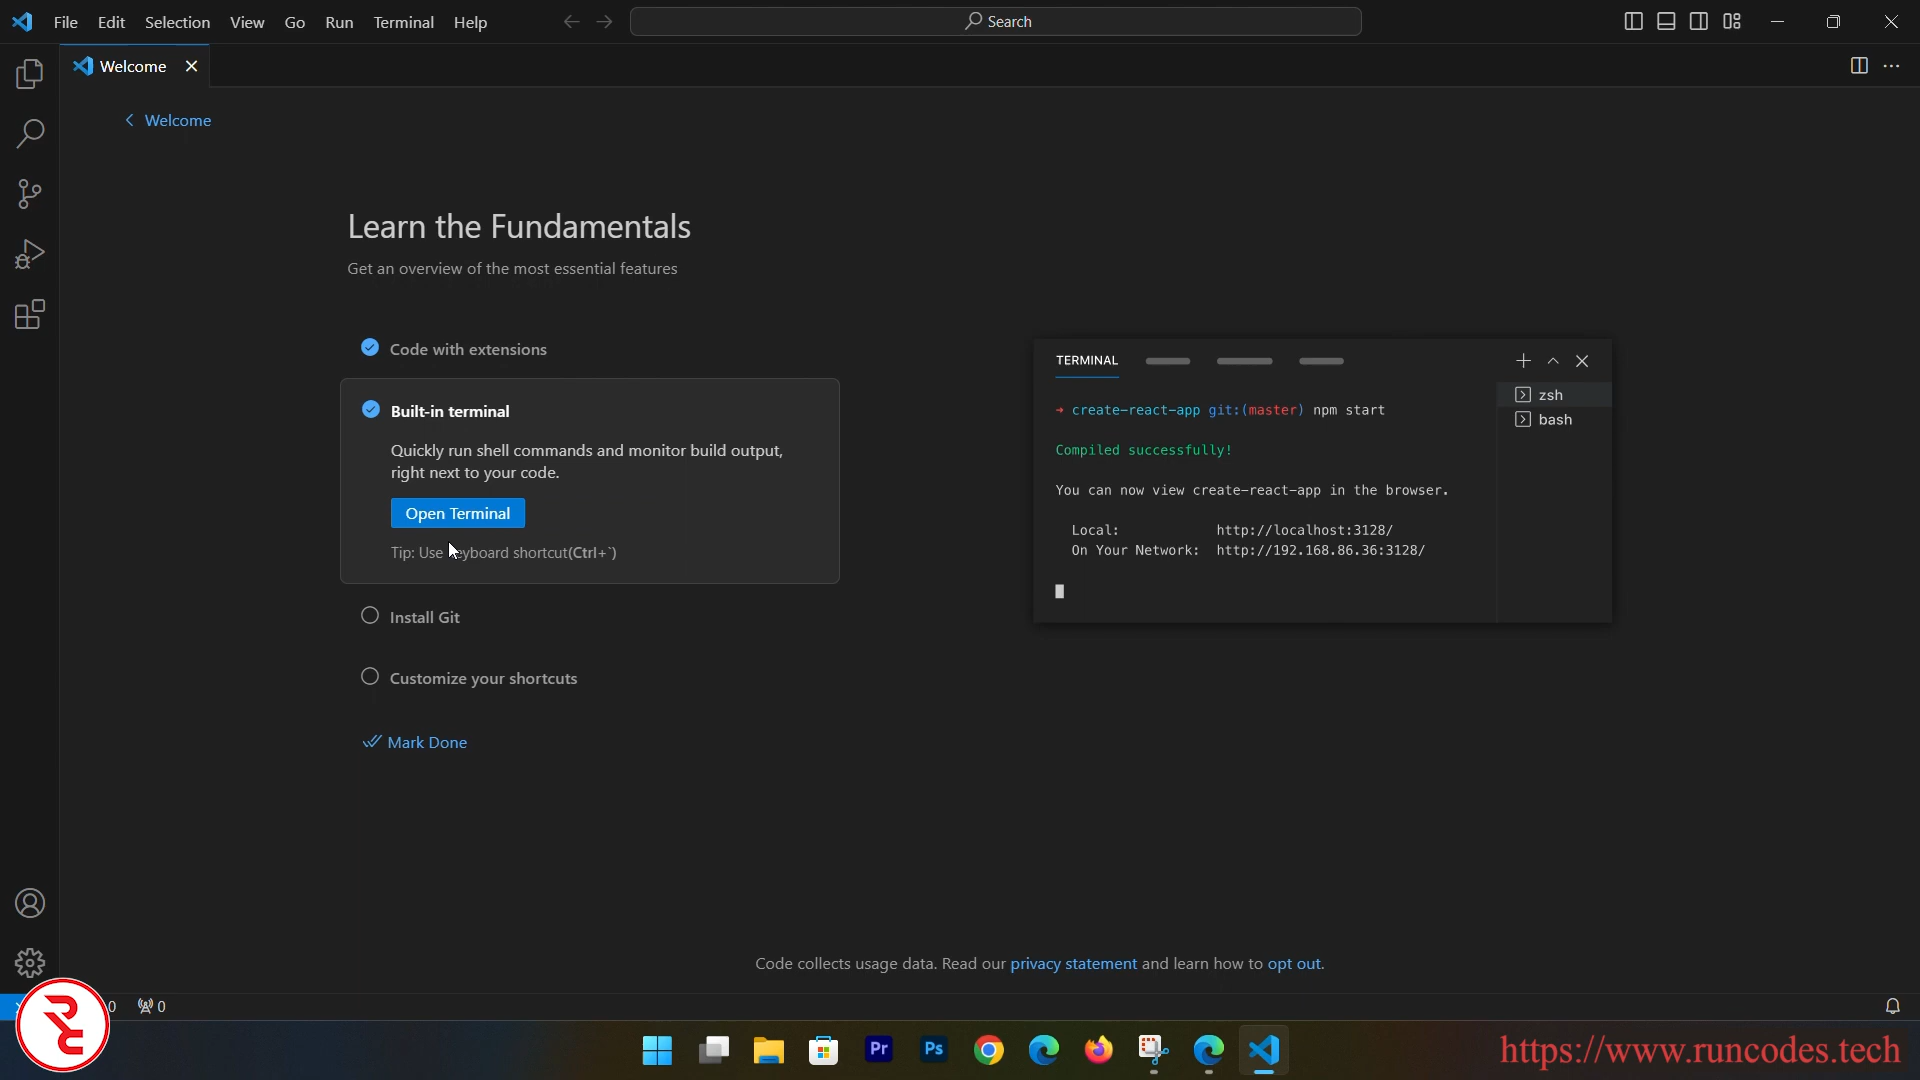 File Edit Selection View Go Run Terminal Help
Search
Welcome
Welcome
Learn the Fundamentals
Get an overview of the most essential features
Code with extensions
Built-in terminal
Quickly run shell commands and monitor build output,
right next to your code.
Open Terminal
Tip: Use keyboard shortcut(Ctrl+`)
Install Git
Customize your shortcuts
Mark Done
TERMINAL
zsh
bash
→ create-react-app git:(master) npm start
Compiled successfully!
You can now view create-react-app in the browser.
Local: http://localhost:3128/
On Your Network: http://192.168.86.36:3128/
Code collects usage data. Read our privacy statement and learn how to opt out.
0 0
Pr Ps
https://www.runcodes.tech